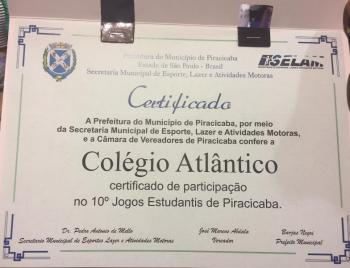 Prefeitura do Município de Piracicaba
Estado de São Paulo - Brasil
Secretaria Municipal de Esporte, Lazer e Atividades Motoras
SELAM
Certificado
A Prefeitura do Município de Piracicaba, por meio
da Secretaria Municipal de Esporte, Lazer e Atividades Motoras,
e a Câmara de Vereadores de Piracicaba confere a
Colégio Atlântico
certificado de participação
no 10º Jogos Estudantis de Piracicaba.
Dr. Pedro Antonio de Mello
Secretario Municipal de Esportes Lazer e Atividades Motoras
José Marcos Abdala
Vereador
Barjas Negri
Prefeito Municipal